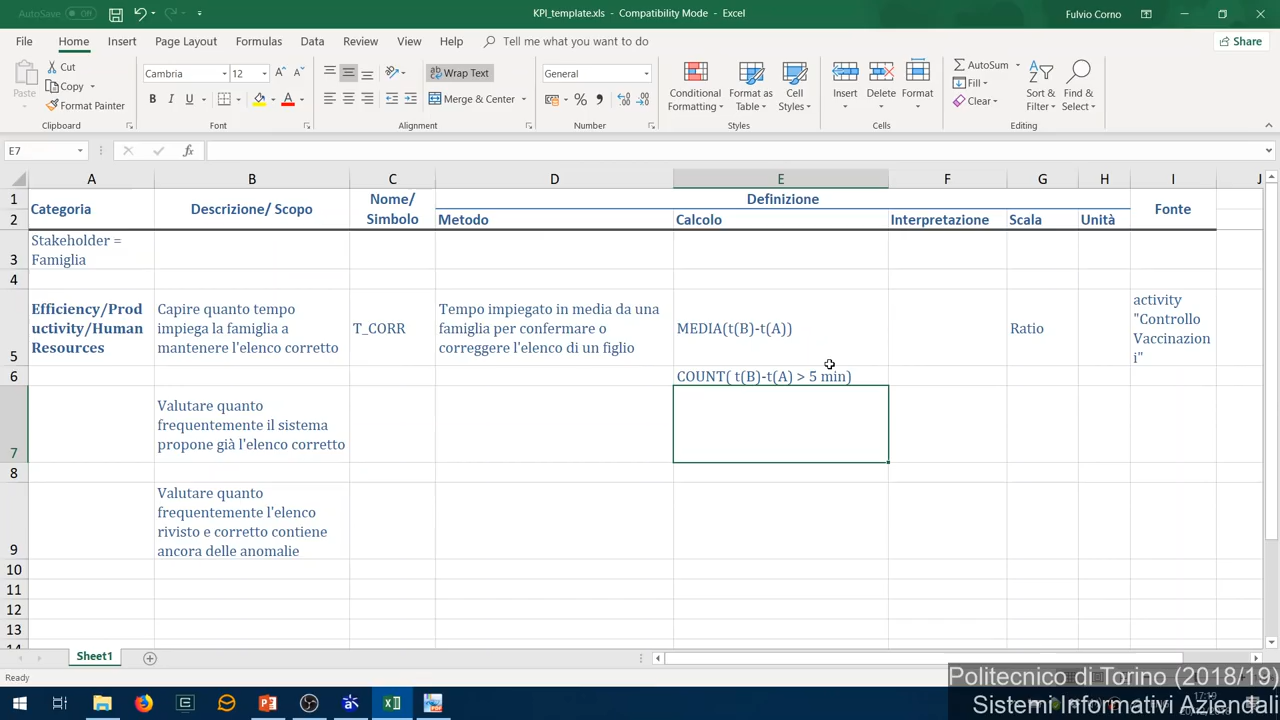 AutoSave Off
KPI_template.xls - Compatibility Mode - Excel
Fulvio Corno
File Home Insert Page Layout Formulas Data Review View Help Tell me what you want to do Share
Paste
Cut
Copy
Format Painter
Clipboard
Cambria 12
B I U A
Font
Wrap Text
Merge & Center
Alignment
General
Number
Conditional Formatting
Format as Table
Cell Styles
Styles
Insert Delete Format
Cells
AutoSum
Fill
Clear
Sort & Filter
Find & Select
Editing
E7 fx
A B C D E F G H I J
1
2
3
4
5
6
7
8
9
10
11
12
13
14
Categoria
Descrizione/ Scopo
Nome/
Simbolo
Definizione
Metodo Calcolo Interpretazione Scala Unità
Fonte
Stakeholder =
Famiglia
Efficiency/Prod
uctivity/Human
Resources
Capire quanto tempo
impiega la famiglia a
mantenere l'elenco corretto
T_CORR
Tempo impiegato in media da una
famiglia per confermare o
correggere l'elenco di un figlio
MEDIA(t(B)-t(A))
Ratio
activity
"Controllo
Vaccinazion
i"
COUNT( t(B)-t(A) > 5 min)
Valutare quanto
frequentemente il sistema
propone già l'elenco corretto
Valutare quanto
frequentemente l'elenco
rivisto e corretto contiene
ancora delle anomalie
Sheet1
Ready
Politecnico di Torino (2018/19)
Sistemi Informativi Aziendali
17:19